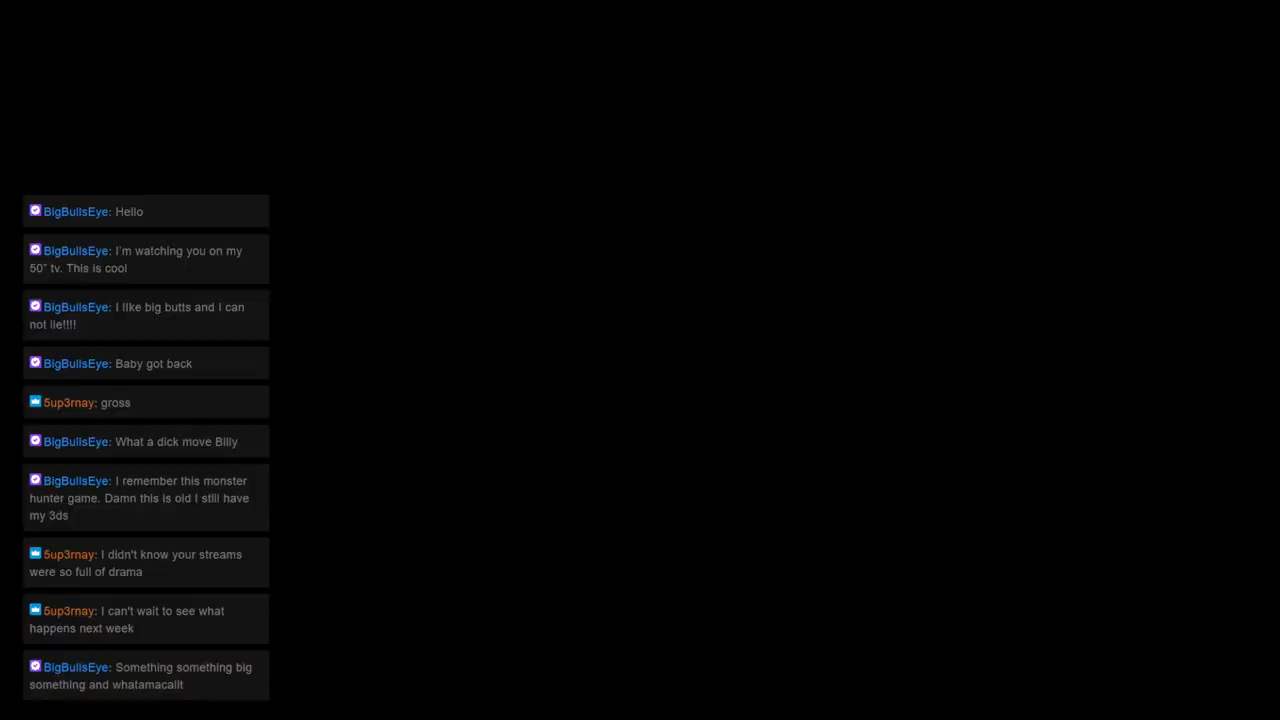 BigBullsEye: Hello
BigBullsEye: I'm watching you on my
50" tv. This is cool
BigBullsEye: I like big butts and I can
not lie!!!!
BigBullsEye: Baby got back
5up3rnay: gross
BigBullsEye: What a dick move Billy
BigBullsEye: I remember this monster
hunter game. Damn this is old I still have
my 3ds
5up3rnay: I didn't know your streams
were so full of drama
5up3rnay: I can't wait to see what
happens next week
BigBullsEye: Something something big
something and whatamacallit